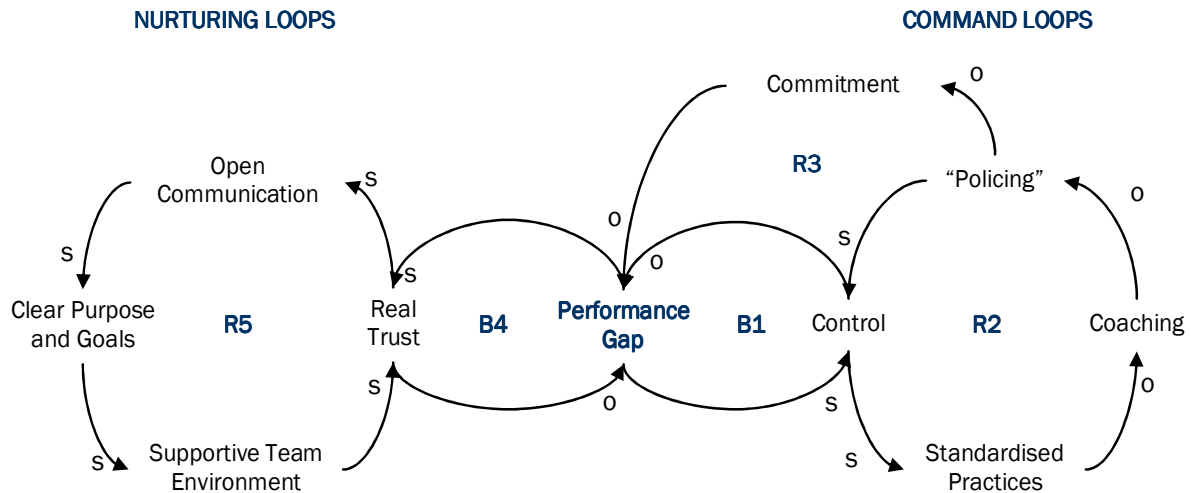 NURTURING LOOPS
COMMAND LOOPS
Commitment
o
R3
Open
Communication
s
"Policing"
o
s
o
s
o
s
s
Clear Purpose
and Goals
R5
Real
Trust
B4
Performance
Gap
B1
Control
R2
Coaching
s
o
s
o
s
s
Supportive Team
Environment
Standardised
Practices